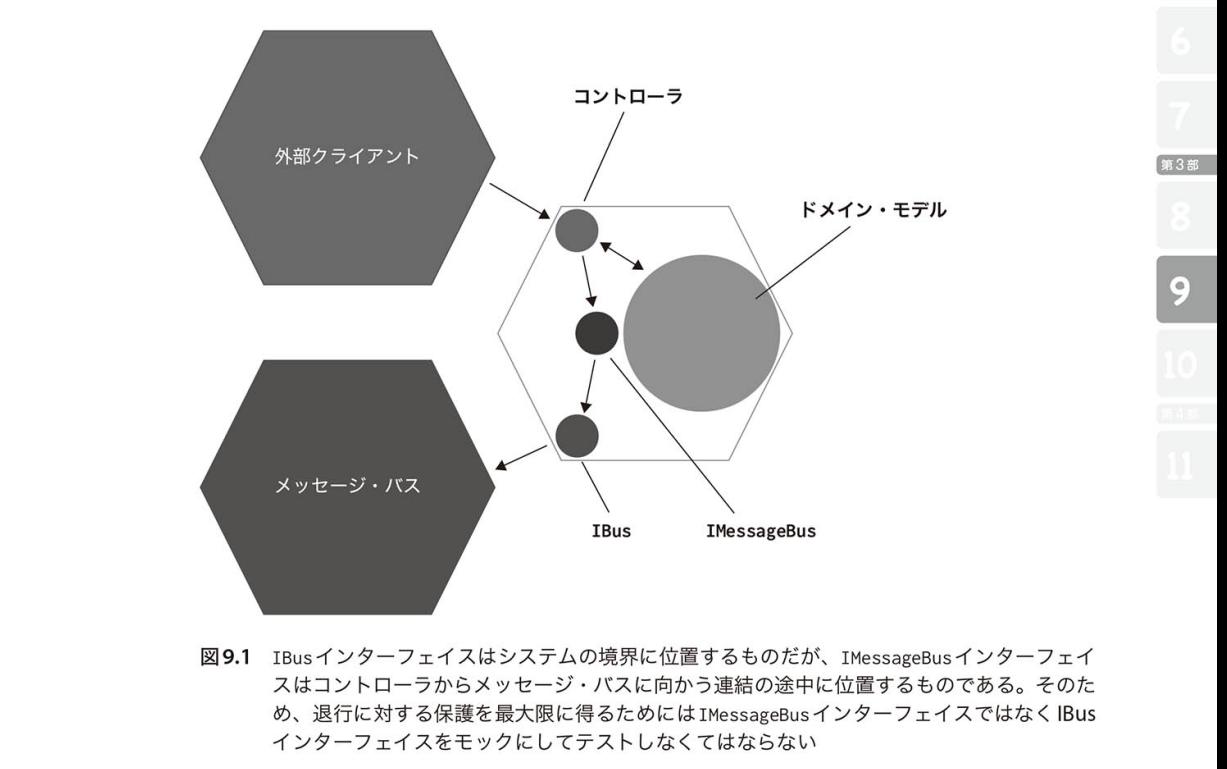 コントローラ
外部クライアント
ドメイン・モデル
メッセージ・バス
IBus
IMessageBus
図9.1 IBusインターフェイスはシステムの境界に位置するものだが、IMessageBusインターフェイ
スはコントローラからメッセージ・バスに向かう連結の途中に位置するものである。そのた
め、退行に対する保護を最大限に得るためにはIMessageBusインターフェイスではなくIBus
インターフェイスをモックにしてテストしなくてはならない
6
7
第3部
8
9
10
第4部
11